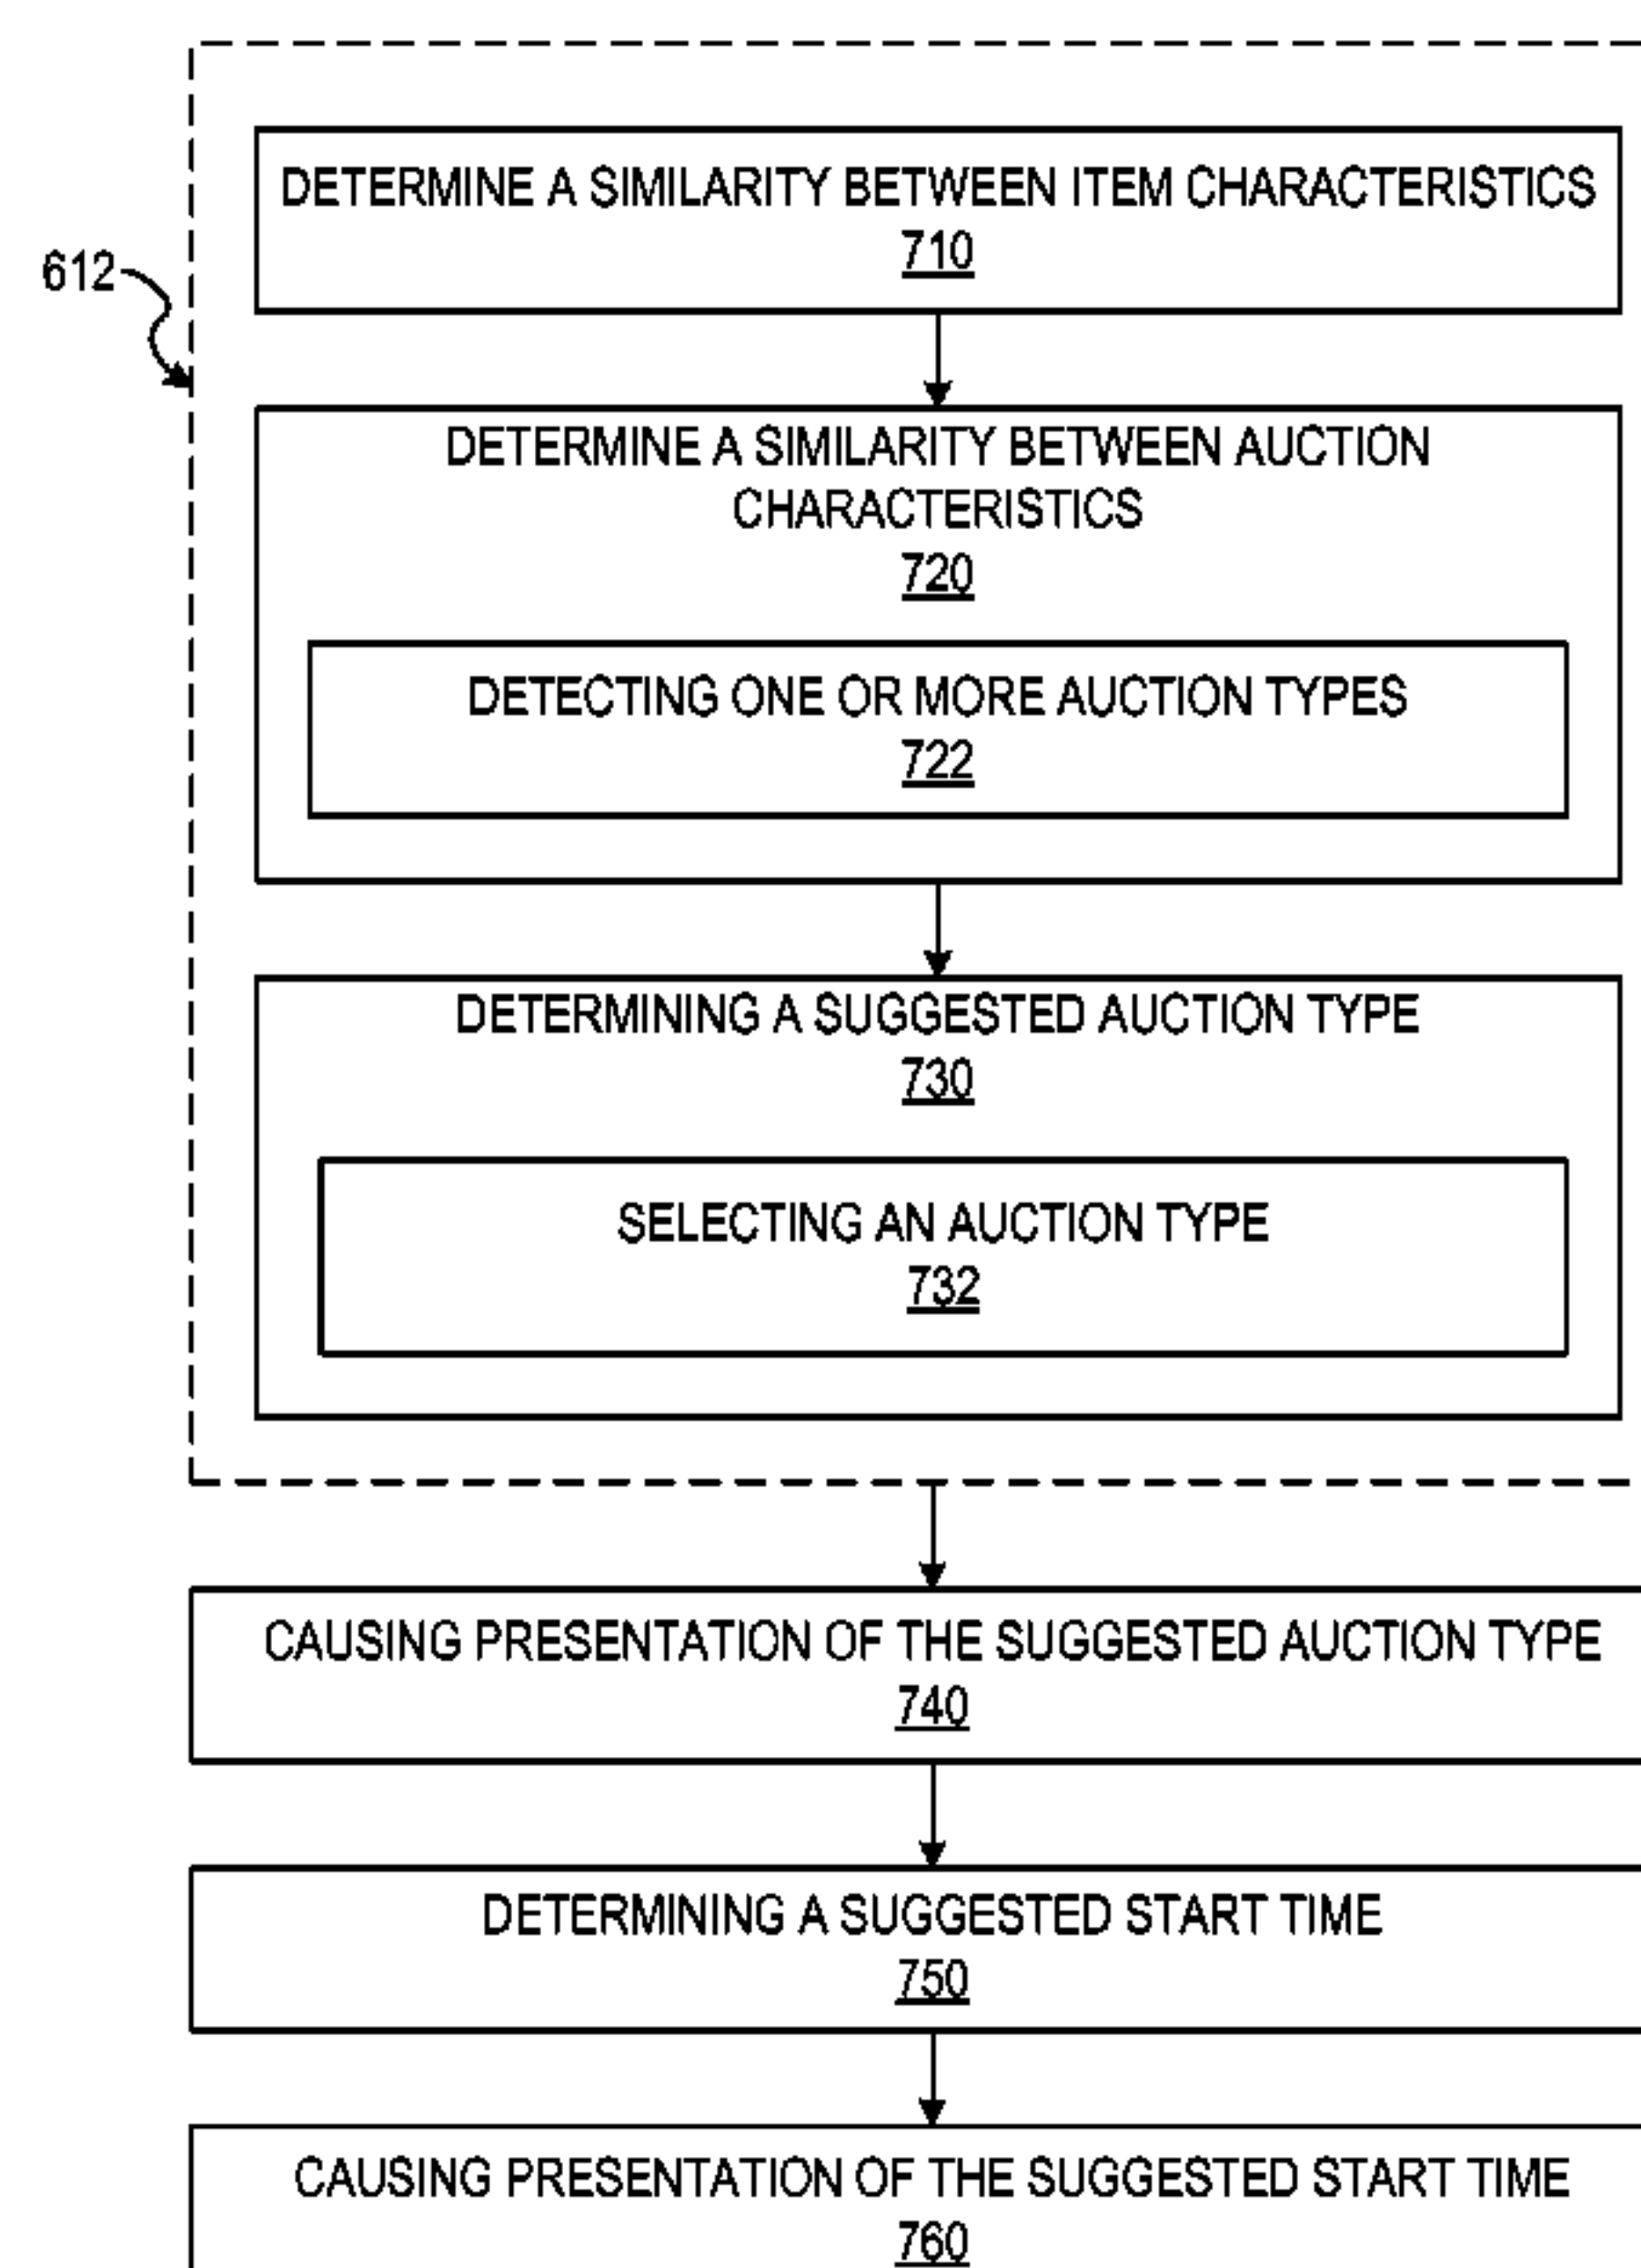 DETERMINE A SIMILARITY BETWEEN ITEM CHARACTERISTICS
710
612
DETERMINE A SIMILARITY BETWEEN AUCTION
CHARACTERISTICS
720
DETECTING ONE OR MORE AUCTION TYPES
722
DETERMINING A SUGGESTED AUCTION TYPE
730
SELECTING AN AUCTION TYPE
732
CAUSING PRESENTATION OF THE SUGGESTED AUCTION TYPE
740
DETERMINING A SUGGESTED START TIME
750
CAUSING PRESENTATION OF THE SUGGESTED START TIME
760